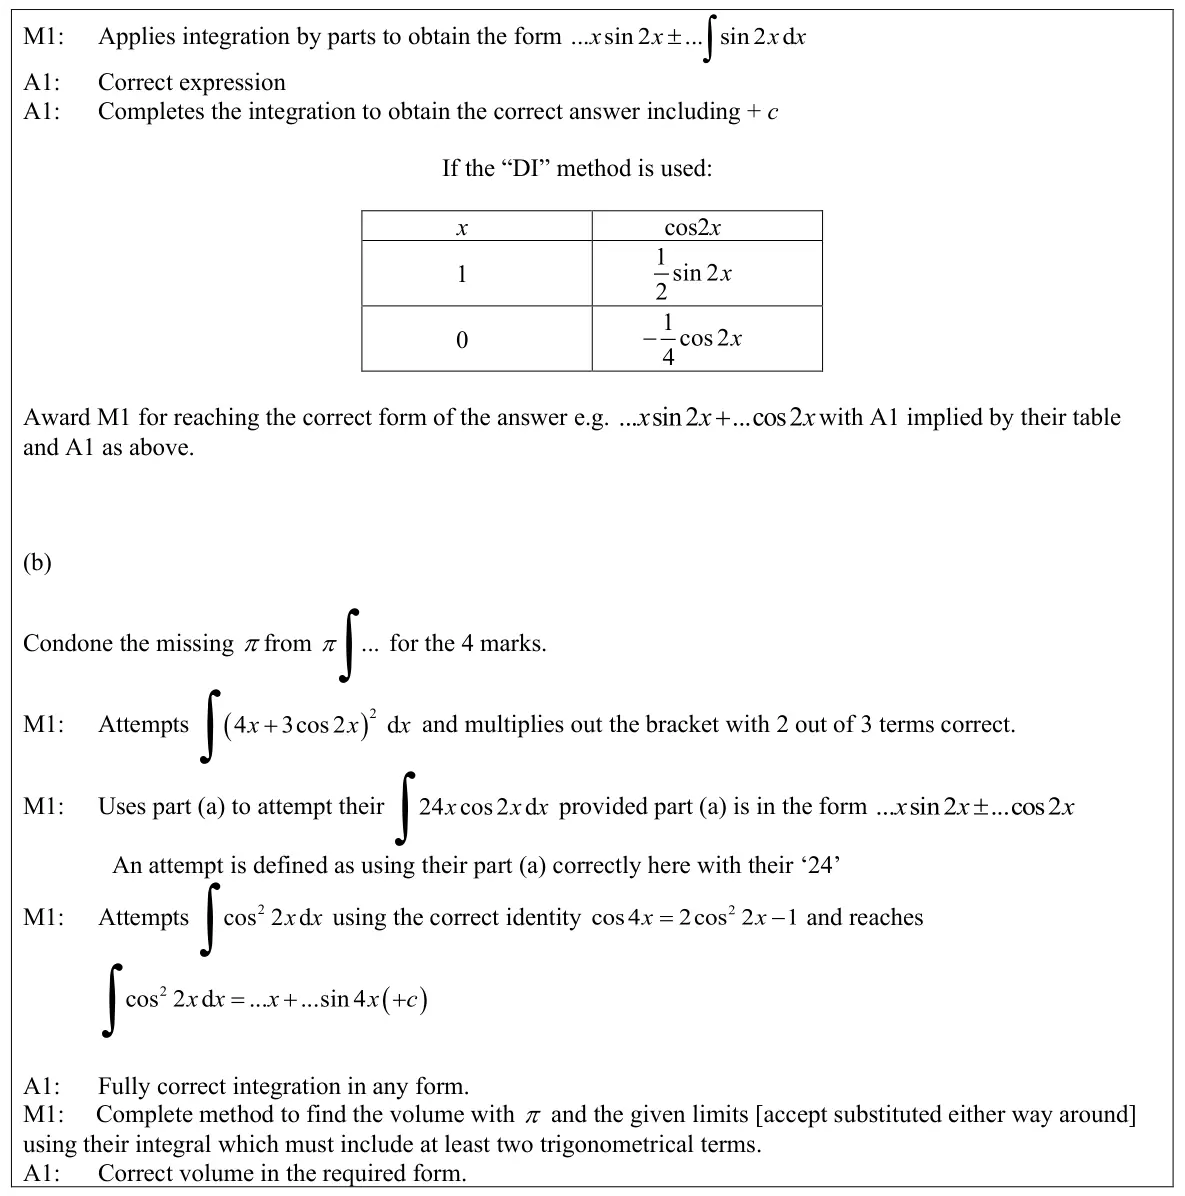 M1: Applies integration by parts to obtain the form ...x sin 2x ± ...∫ sin 2x dx
A1: Correct expression
A1: Completes the integration to obtain the correct answer including + c
If the “DI” method is used:
x cos2x
1 1/2 sin 2x
0 −1/4 cos 2x
Award M1 for reaching the correct form of the answer e.g. ...x sin 2x + ...cos 2x with A1 implied by their table
and A1 as above.
(b)
Condone the missing π from π ∫ ... for the 4 marks.
M1: Attempts ∫ (4x + 3cos 2x)² dx and multiplies out the bracket with 2 out of 3 terms correct.
M1: Uses part (a) to attempt their ∫ 24x cos 2x dx provided part (a) is in the form ...x sin 2x ± ...cos 2x
An attempt is defined as using their part (a) correctly here with their ‘24’
M1: Attempts ∫ cos² 2x dx using the correct identity cos 4x = 2cos² 2x − 1 and reaches
∫ cos² 2x dx = ...x + ...sin 4x (+c)
A1: Fully correct integration in any form.
M1: Complete method to find the volume with π and the given limits [accept substituted either way around]
using their integral which must include at least two trigonometrical terms.
A1: Correct volume in the required form.